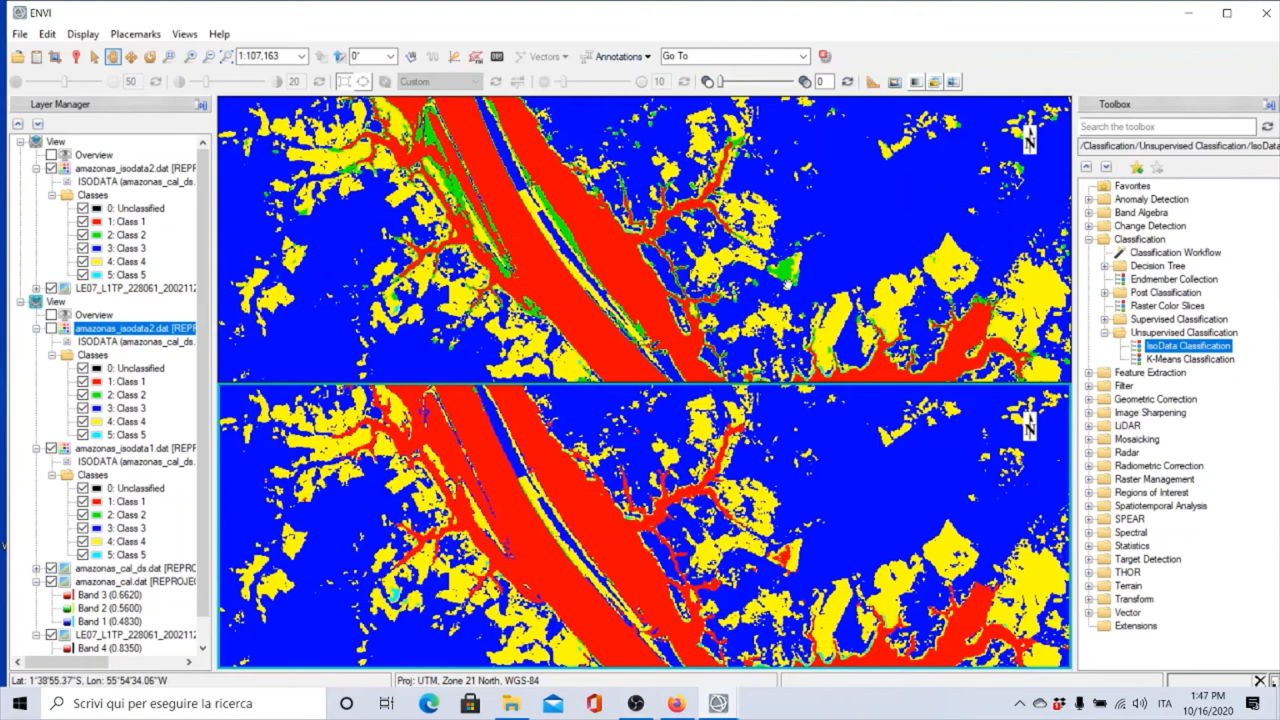 ENVI
File Edit Display Placemarks Views Help
1:107,163 0° Vectors Annotations Go To
50 20 Custom 10 0
Layer Manager
View
Overview
amazonas_isodata2.dat [REPR
ISODATA (amazonas_cal_ds.
Classes
0: Unclassified
1: Class 1
2: Class 2
3: Class 3
4: Class 4
5: Class 5
LE07_L1TP_228061_2002112
View
Overview
amazonas_isodata2.dat [REPR
ISODATA (amazonas_cal_ds.
Classes
0: Unclassified
1: Class 1
2: Class 2
3: Class 3
4: Class 4
5: Class 5
amazonas_isodata1.dat [REPR
ISODATA (amazonas_cal_ds.
Classes
0: Unclassified
1: Class 1
2: Class 2
3: Class 3
4: Class 4
5: Class 5
amazonas_cal_ds.dat [REPRO
amazonas_cal.dat [REPROJEC
Band 3 (0.6620)
Band 2 (0.5600)
Band 1 (0.4830)
LE07_L1TP_228061_2002112
Band 4 (0.8350)
N
N
Toolbox
Search the toolbox
/Classification/Unsupervised Classification/IsoData
Favorites
Anomaly Detection
Band Algebra
Change Detection
Classification
Classification Workflow
Decision Tree
Endmember Collection
Post Classification
Raster Color Slices
Supervised Classification
Unsupervised Classification
IsoData Classification
K-Means Classification
Feature Extraction
Filter
Geometric Correction
Image Sharpening
LiDAR
Mosaicking
Radar
Radiometric Correction
Raster Management
Regions of Interest
Spatiotemporal Analysis
SPEAR
Spectral
Statistics
Target Detection
THOR
Terrain
Transform
Vector
Extensions
Lat: 1°38'55.37"S, Lon: 55°54'34.06"W Proj: UTM, Zone 21 North, WGS-84
Scrivi qui per eseguire la ricerca
ITA
1:47 PM
10/16/2020